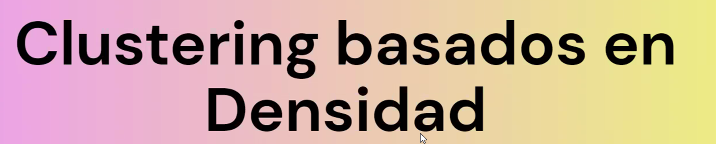 Clustering basados en
Densidad